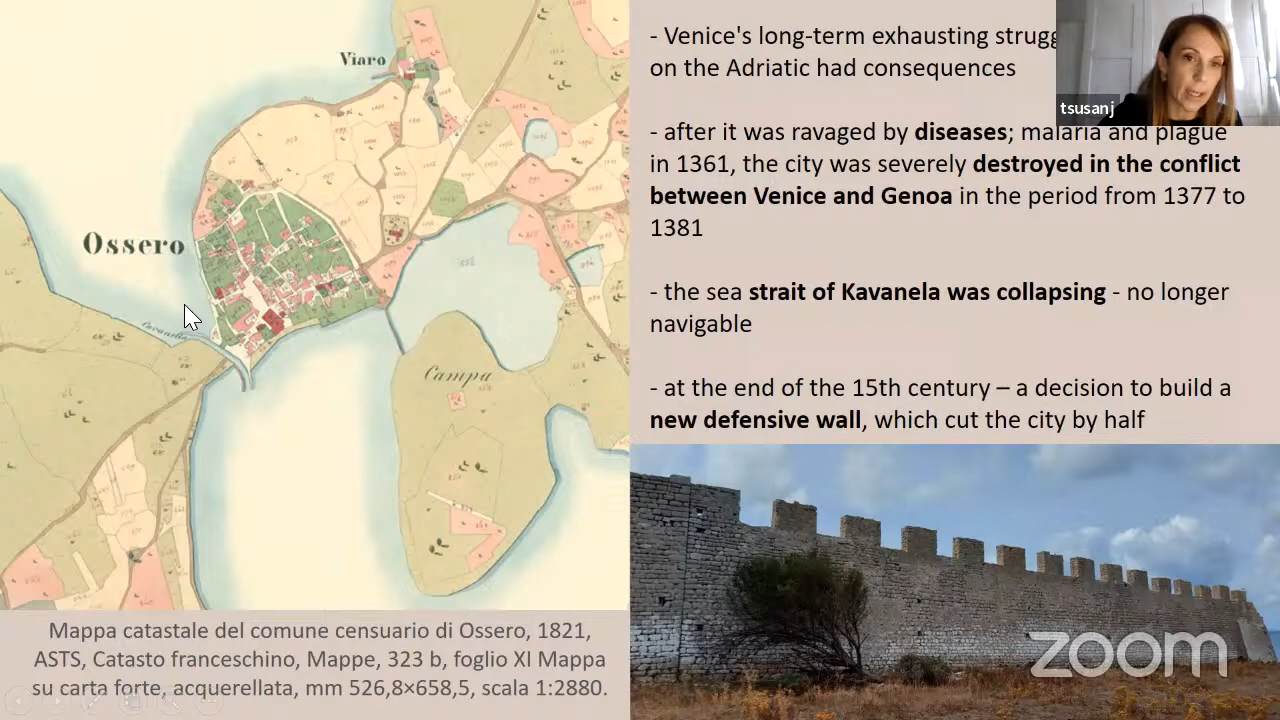 Viaro
Ossero
Campa
- Venice's long-term exhausting
on the Adriatic had consequences
tsusanj
- after it was ravaged by diseases; malaria and plague
in 1361, the city was severely destroyed in the conflict
between Venice and Genoa in the period from 1377 to
1381
- the sea strait of Kavanela was collapsing - no longer
navigable
- at the end of the 15th century – a decision to build a
new defensive wall, which cut the city by half
Mappa catastale del comune censuario di Ossero, 1821,
ASTS, Catasto franceschino, Mappe, 323 b, foglio XI Mappa
su carta forte, acquerellata, mm 526,8×658,5, scala 1:2880.
zoom